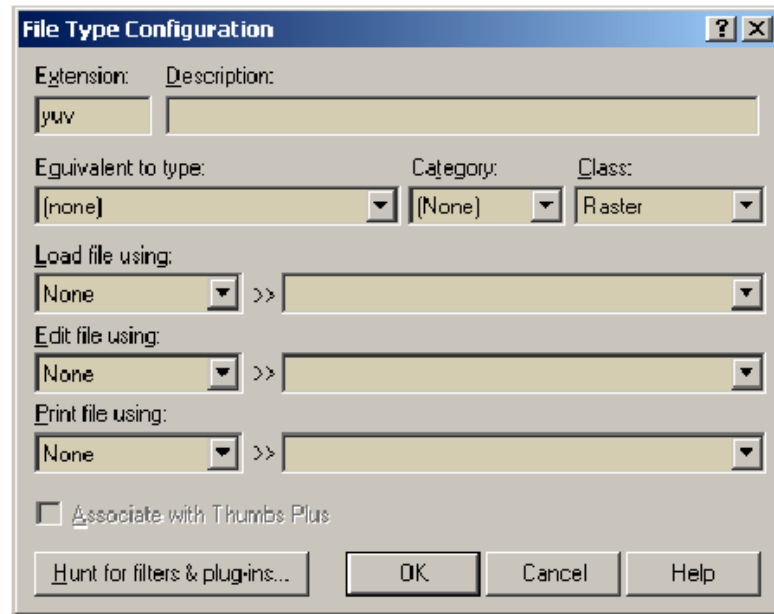 File Type Configuration
Extension: Description:
yuv
Equivalent to type: Category: Class:
(none) (None) Raster
Load file using:
None >>
Edit file using:
None >>
Print file using:
None >>
Associate with Thumbs Plus
Hunt for filters & plug-ins... OK Cancel Help